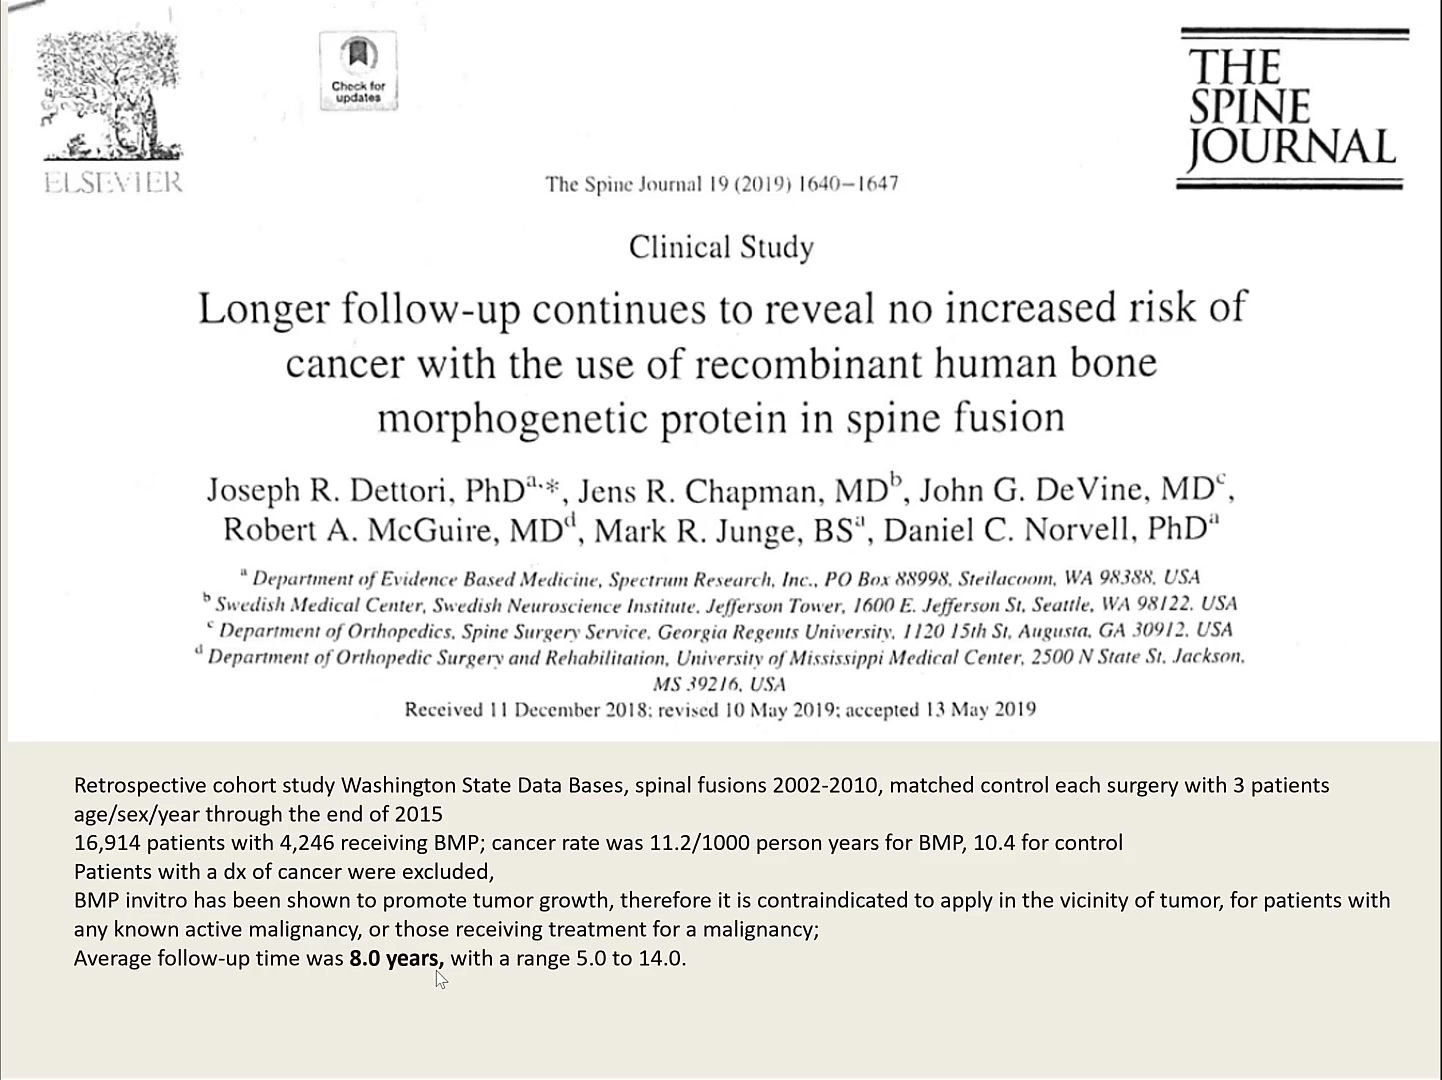 ELSEVIER
Check for
updates
THE
SPINE
JOURNAL
The Spine Journal 19 (2019) 1640–1647
Clinical Study
Longer follow-up continues to reveal no increased risk of
cancer with the use of recombinant human bone
morphogenetic protein in spine fusion
Joseph R. Dettori, PhDa,*, Jens R. Chapman, MDb, John G. DeVine, MDc,
Robert A. McGuire, MDd, Mark R. Junge, BSa, Daniel C. Norvell, PhDa
a Department of Evidence Based Medicine, Spectrum Research, Inc., PO Box 88998, Steilacoom, WA 98388, USA
b Swedish Medical Center, Swedish Neuroscience Institute, Jefferson Tower, 1600 E. Jefferson St, Seattle, WA 98122, USA
c Department of Orthopedics, Spine Surgery Service, Georgia Regents University, 1120 15th St, Augusta, GA 30912, USA
d Department of Orthopedic Surgery and Rehabilitation, University of Mississippi Medical Center, 2500 N State St, Jackson,
MS 39216, USA
Received 11 December 2018; revised 10 May 2019; accepted 13 May 2019
Retrospective cohort study Washington State Data Bases, spinal fusions 2002-2010, matched control each surgery with 3 patients
age/sex/year through the end of 2015
16,914 patients with 4,246 receiving BMP; cancer rate was 11.2/1000 person years for BMP, 10.4 for control
Patients with a dx of cancer were excluded,
BMP invitro has been shown to promote tumor growth, therefore it is contraindicated to apply in the vicinity of tumor, for patients with
any known active malignancy, or those receiving treatment for a malignancy;
Average follow-up time was 8.0 years, with a range 5.0 to 14.0.